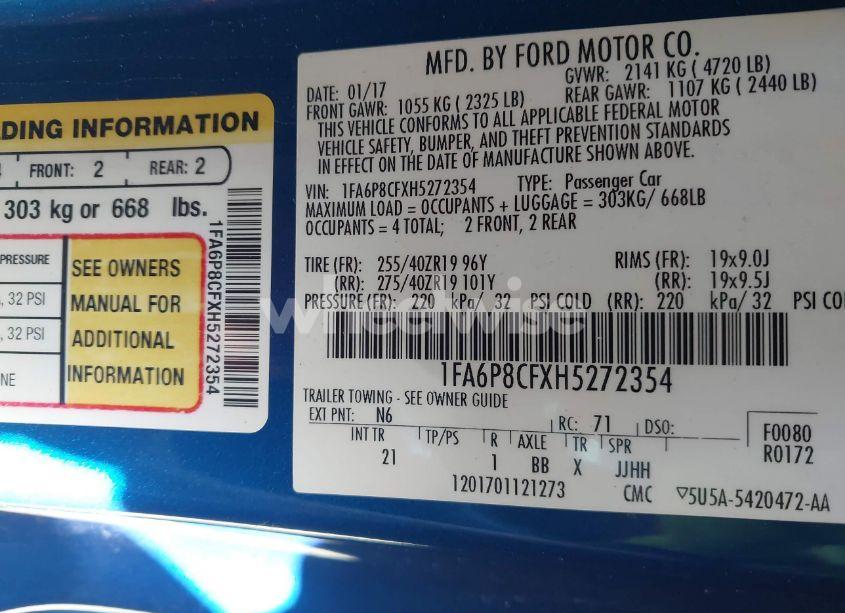 DING INFORMATION
FRONT: 2 REAR: 2
303 kg or 668 lbs.
PRESSURE
, 32 PSI
, 32 PSI
NE
SEE OWNERS
MANUAL FOR
ADDITIONAL
INFORMATION
1FA6P8CFXH5272354
MFD. BY FORD MOTOR CO.
DATE: 01/17 GVWR: 2141 KG ( 4720 LB)
FRONT GAWR: 1055 KG ( 2325 LB) REAR GAWR: 1107 KG ( 2440 LB)
THIS VEHICLE CONFORMS TO ALL APPLICABLE FEDERAL MOTOR
VEHICLE SAFETY, BUMPER, AND THEFT PREVENTION STANDARDS
IN EFFECT ON THE DATE OF MANUFACTURE SHOWN ABOVE.
VIN: 1FA6P8CFXH5272354 TYPE: Passenger Car
MAXIMUM LOAD = OCCUPANTS + LUGGAGE = 303KG/ 668LB
OCCUPANTS = 4 TOTAL; 2 FRONT, 2 REAR
TIRE (FR): 255/40ZR19 96Y RIMS (FR): 19x9.0J
(RR): 275/40ZR19 101Y (RR): 19x9.5J
PRESSURE (FR): 220 kPa/ 32 PSI COLD (RR): 220 kPa/ 32 PSI COL
wheelwise
1FA6P8CFXH5272354
TRAILER TOWING - SEE OWNER GUIDE
EXT PNT: N6 RC: 71 DSO:
INT TR TP/PS R AXLE TR SPR
21 1 BB X JJHH
F0080
R0172
1201701121273 CMC 5U5A-5420472-AA